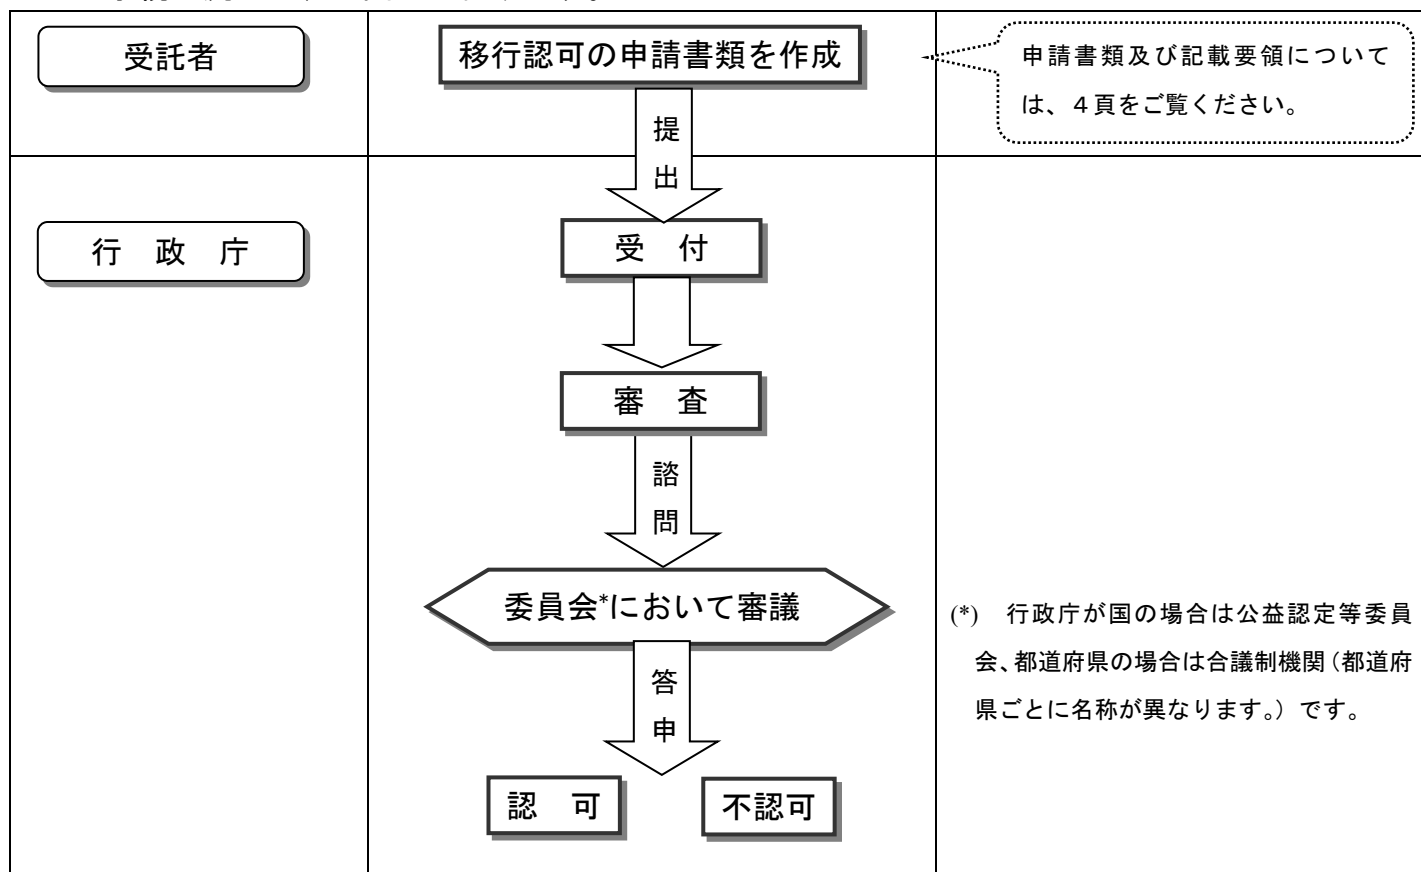 受託者
移行認可の申請書類を作成
申請書類及び記載要領について
は、４頁をご覧ください。
提
出
行　政　庁
受　付
審　査
諮
問
委員会*において審議
(*)　行政庁が国の場合は公益認定等委員
会、都道府県の場合は合議制機関（都道府
県ごとに名称が異なります。）です。
答
申
認　可
不認可